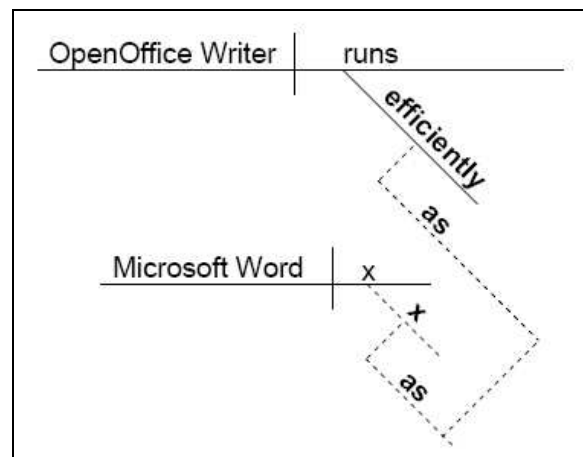 OpenOffice Writer runs
efficiently
as
Microsoft Word x
x
as